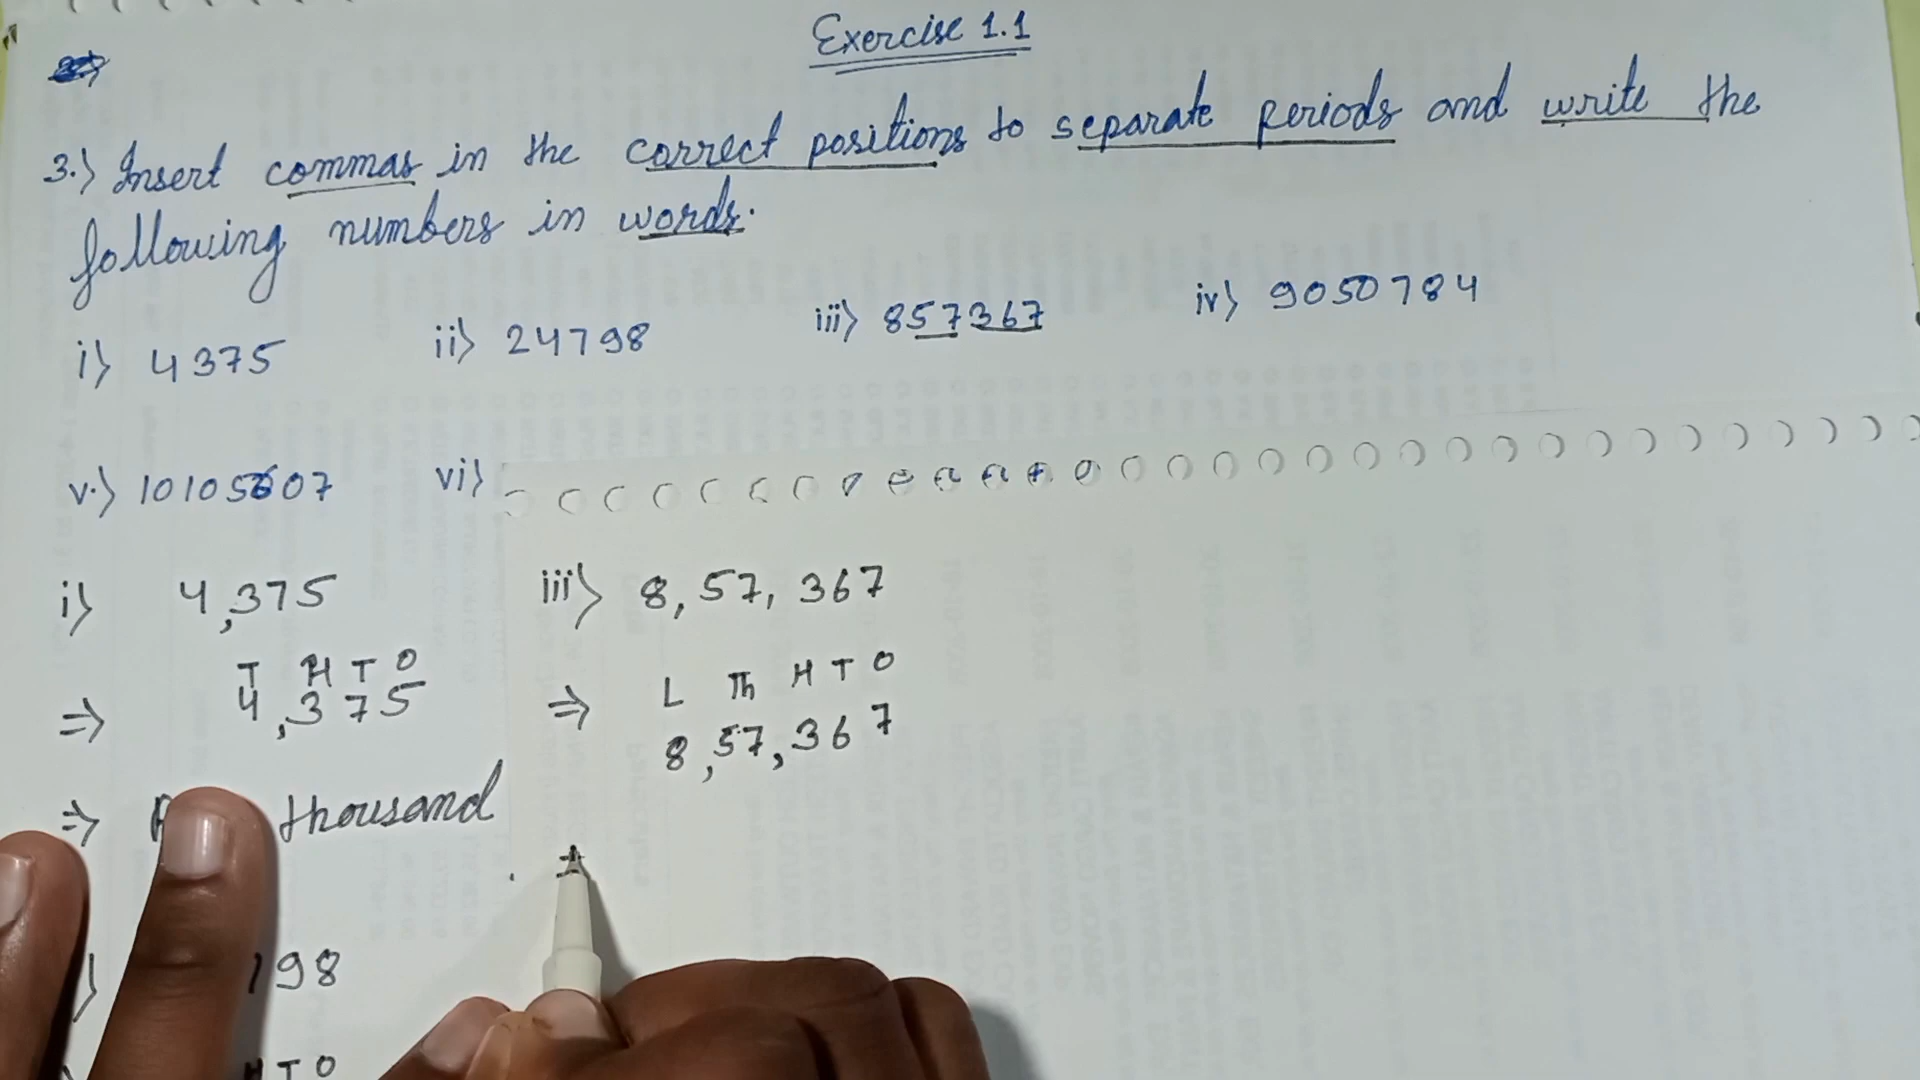 Exercise 1.1
3.) Insert commas in the correct positions to separate periods and write the
following numbers in words.
i) 4375 ii) 24798 iii) 857367 iv) 9050784
v.) 10105607 vi)
i) 4,375 iii) 8, 57, 367
T H T O L Th H T O
=> 4,375 => 8,57,367
=> thousand
) 98
H T O